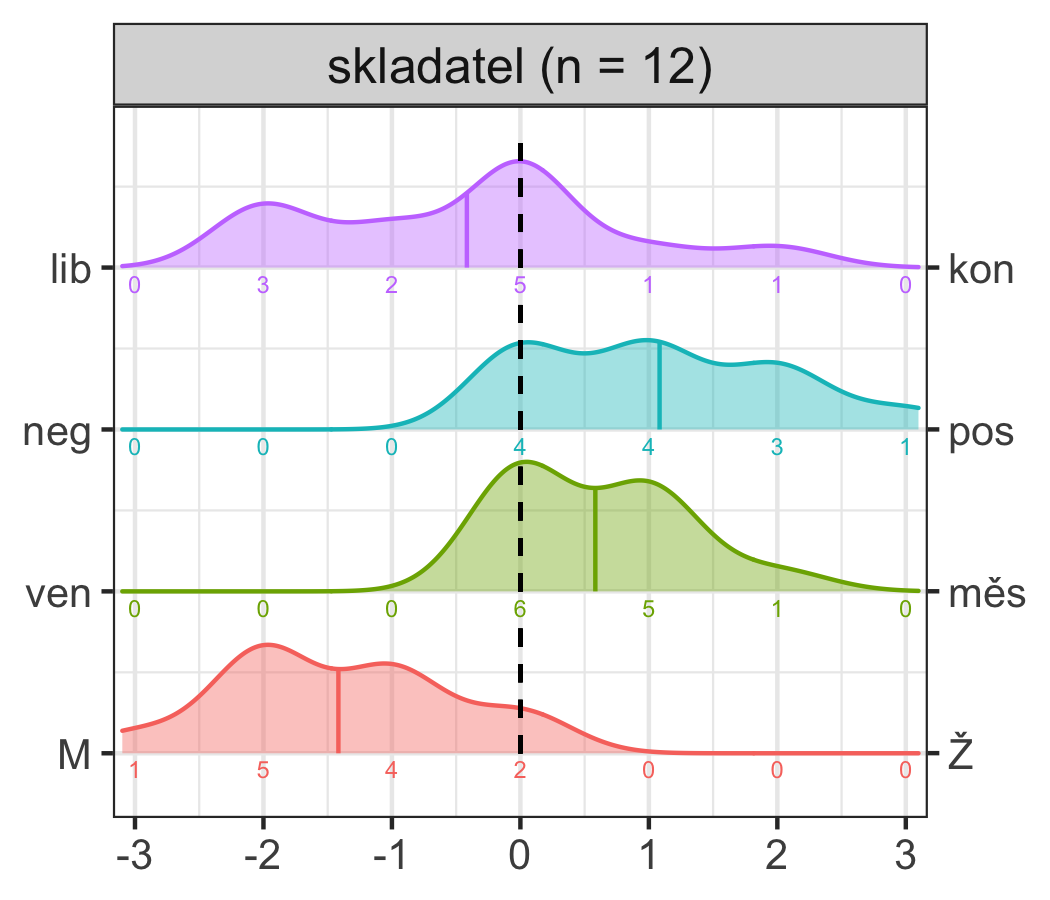 skladatel (n = 12)
lib kon
0 3 2 5 1 1 0
neg pos
0 0 0 4 4 3 1
ven měs
0 0 0 6 5 1 0
M Ž
1 5 4 2 0 0 0
-3 -2 -1 0 1 2 3